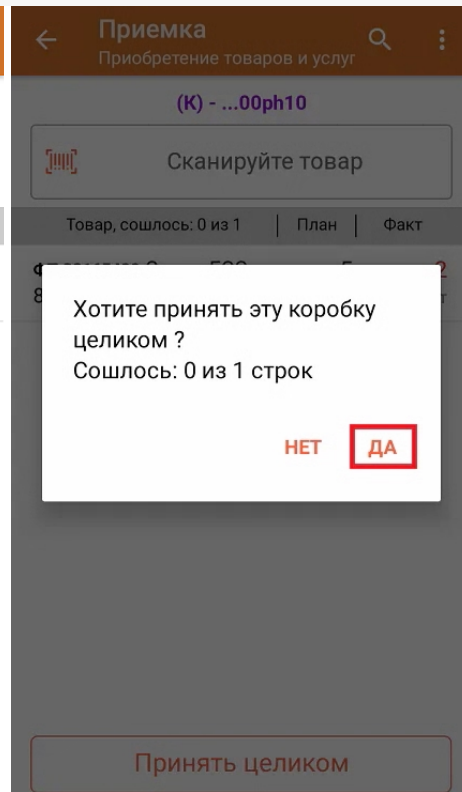 Приемка
Приобретение товаров и услуг
(К) - ...00ph10
Сканируйте товар
Товар, сошлось: 0 из 1 | План | Факт
Хотите принять эту коробку
целиком ?
Сошлось: 0 из 1 строк
НЕТ ДА
Принять целиком